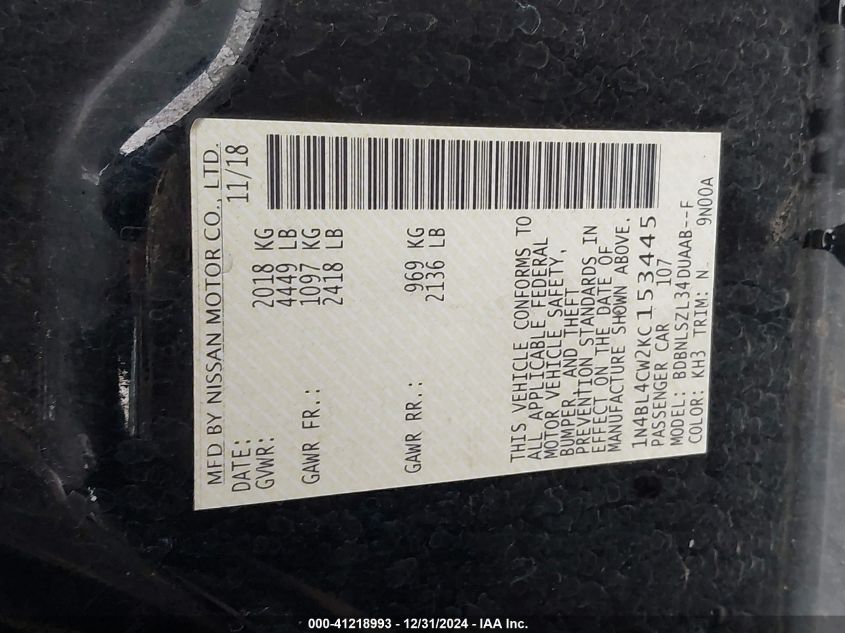 MFD BY NISSAN MOTOR CO., LTD.
DATE: 11/18
GVWR: 2018 KG
4449 LB
GAWR FR.: 1097 KG
2418 LB
GAWR RR.: 969 KG
2136 LB
THIS VEHICLE CONFORMS TO
ALL APPLICABLE FEDERAL
MOTOR VEHICLE SAFETY,
BUMPER, AND THEFT
PREVENTION STANDARDS IN
EFFECT ON THE DATE OF
MANUFACTURE SHOWN ABOVE.
1N4BL4CW2KC153445
PASSENGER CAR 107
MODEL: BDBNLSZL34DUAAB--F
COLOR: KH3 TRIM: N 9N00A
000-41218993 - 12/31/2024 - IAA Inc.